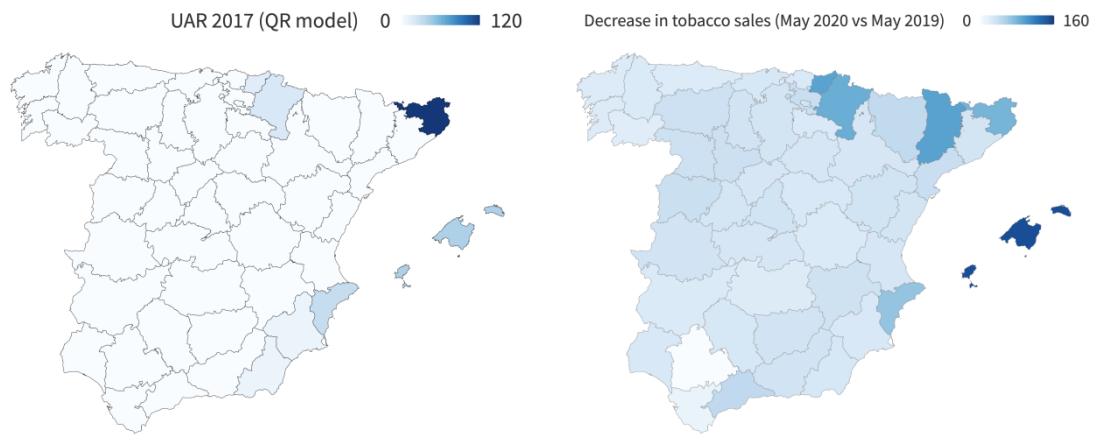 UAR 2017 (QR model) 0 120
Decrease in tobacco sales (May 2020 vs May 2019) 0 160